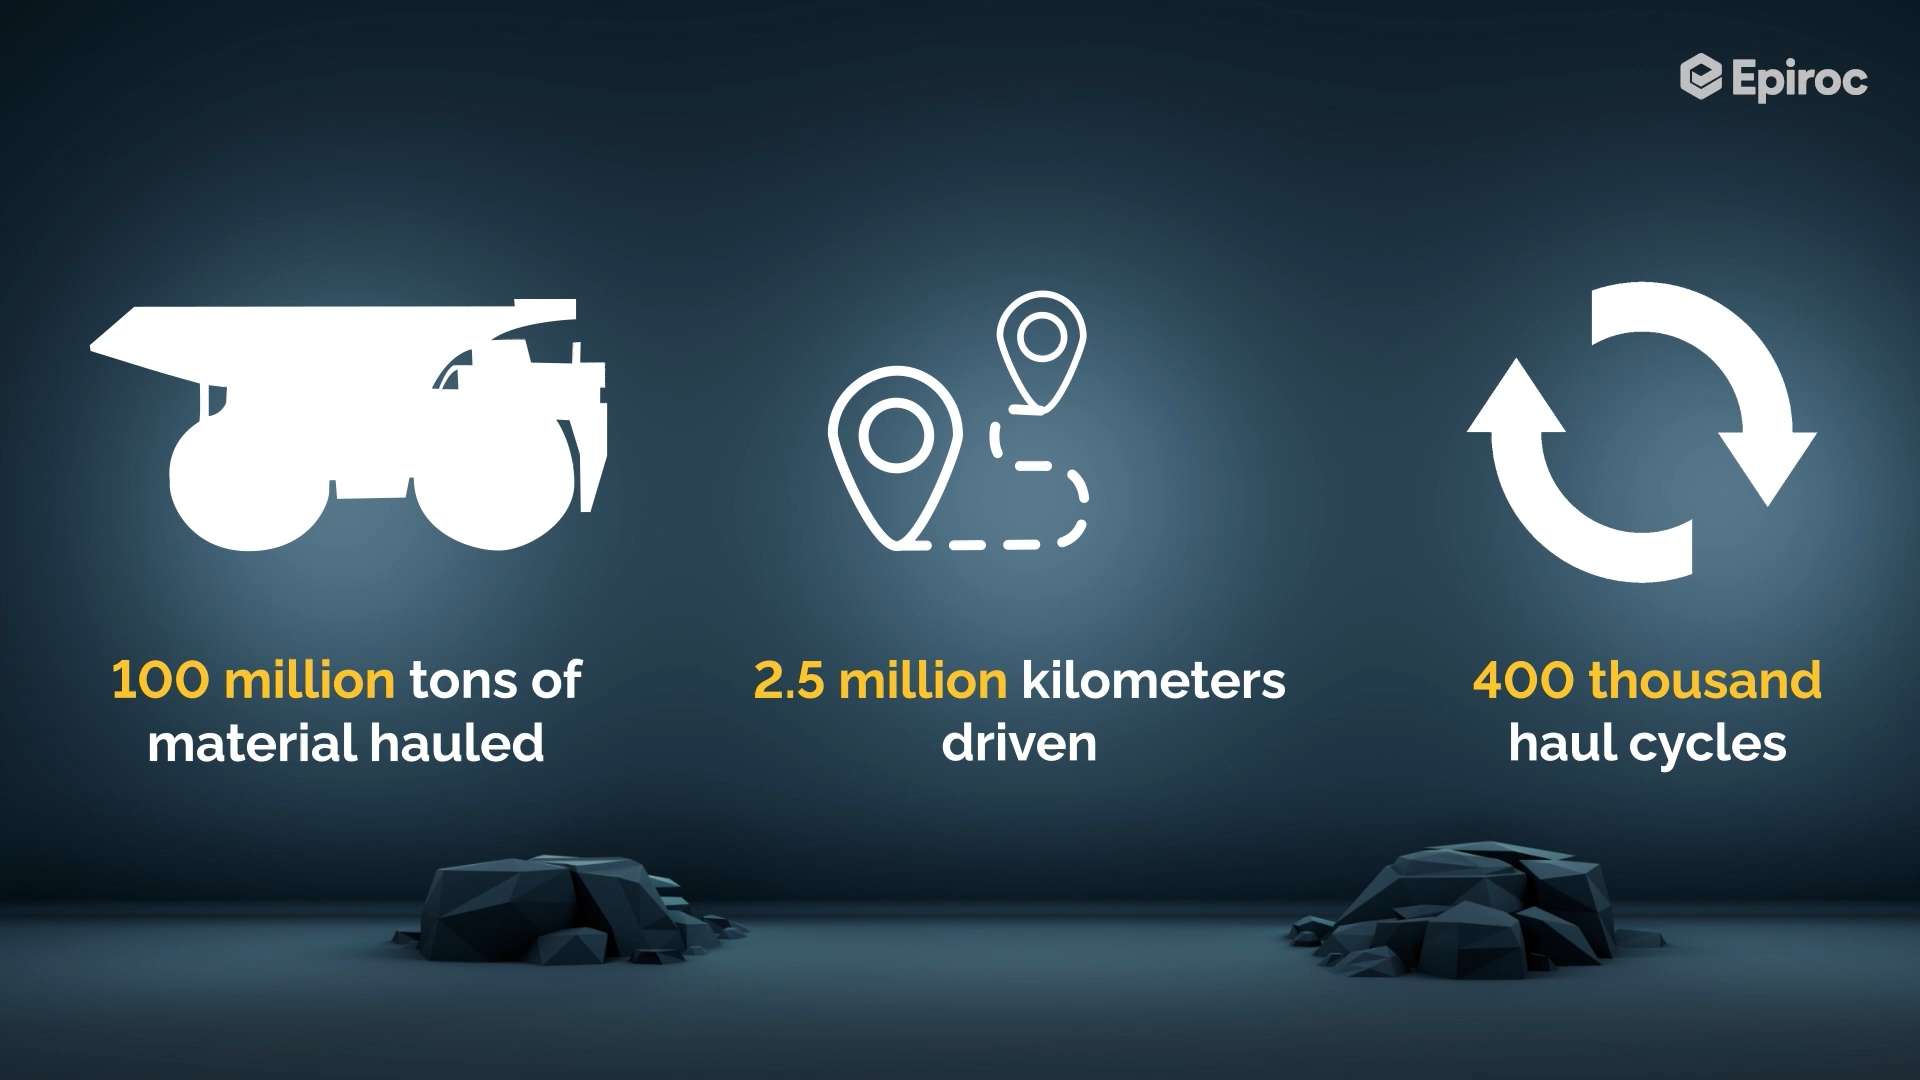 Epiroc
100 million tons of
material hauled
2.5 million kilometers
driven
400 thousand
haul cycles